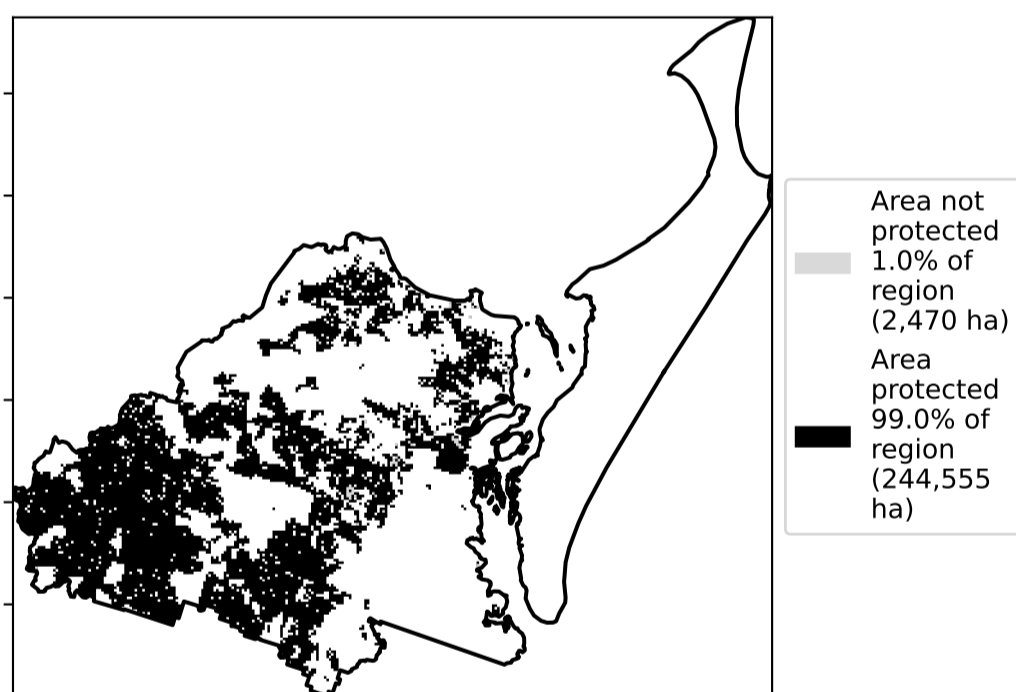 Area not
protected
1.0% of
region
(2,470 ha)
Area
protected
99.0% of
region
(244,555
ha)